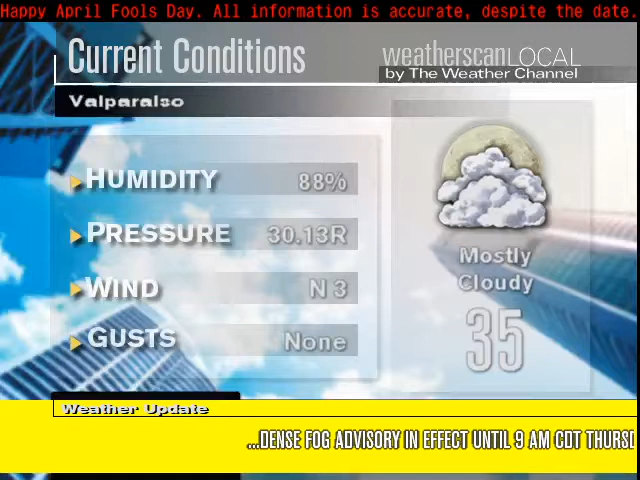 Happy April Fools Day. All information is accurate, despite the date.
Current Conditions
weatherscanLOCAL
by The Weather Channel
Valparaiso
HUMIDITY 88%
PRESSURE 30.13R
WIND N 3
GUSTS None
Mostly
Cloudy
35
Weather Update
...DENSE FOG ADVISORY IN EFFECT UNTIL 9 AM CDT THURSD